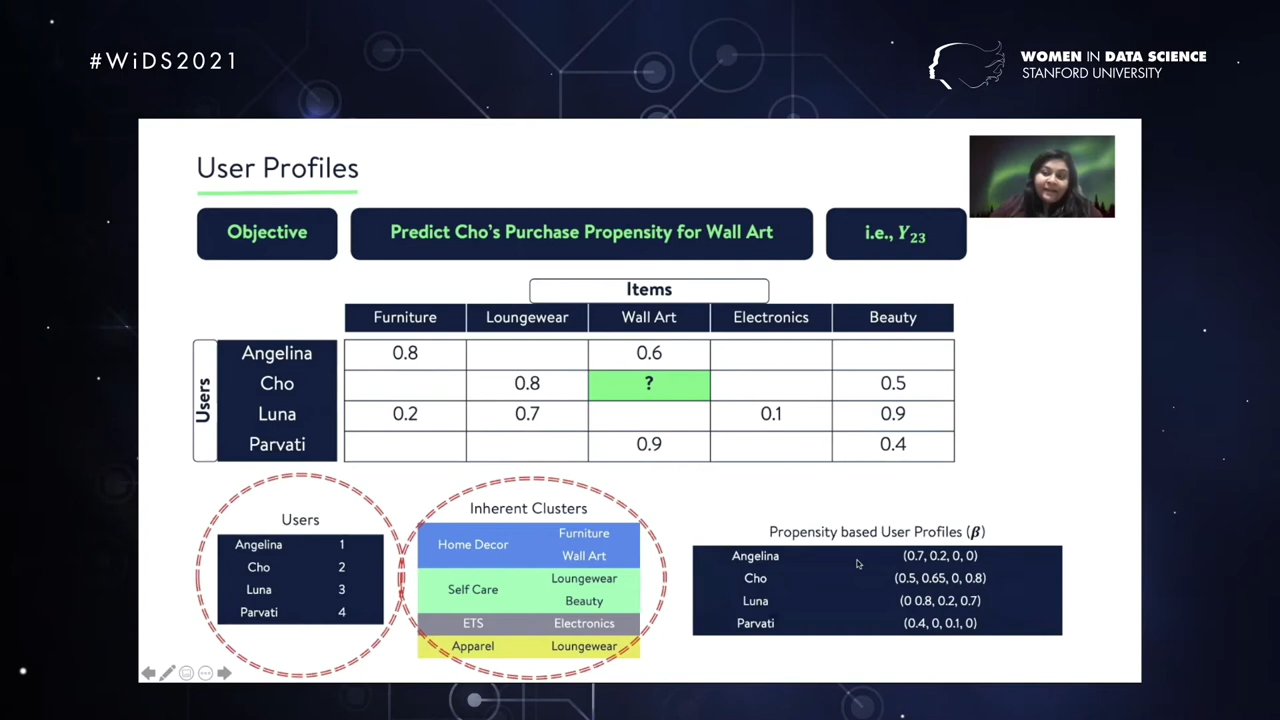 #WiDS2021
WOMEN IN DATA SCIENCE
STANFORD UNIVERSITY
User Profiles
Objective
Predict Cho's Purchase Propensity for Wall Art
i.e., Y₂₃
Items
Furniture Loungewear Wall Art Electronics Beauty
Users
Angelina 0.8 0.6
Cho 0.8 ? 0.5
Luna 0.2 0.7 0.1 0.9
Parvati 0.9 0.4
Users
Angelina 1
Cho 2
Luna 3
Parvati 4
Inherent Clusters
Home Decor Furniture
Wall Art
Self Care Loungewear
Beauty
ETS Electronics
Apparel Loungewear
Propensity based User Profiles (β)
Angelina (0.7, 0.2, 0, 0)
Cho (0.5, 0.65, 0, 0.8)
Luna (0 0.8, 0.2, 0.7)
Parvati (0.4, 0, 0.1, 0)